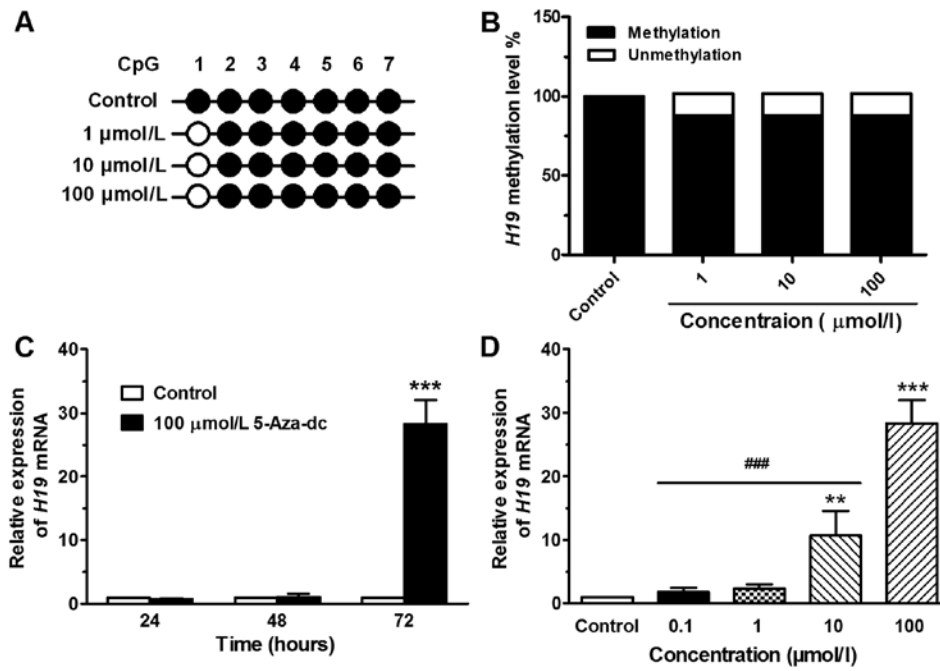 A
CpG 1 2 3 4 5 6 7
Control
1 µmol/L
10 µmol/L
100 µmol/L
B
H19 methylation level %
150
100
50
0
Methylation
Unmethylation
Control 1 10 100
Concentraion ( µmol/l)
C
Relative expression
of H19 mRNA
40
30
20
10
0
Control
100 µmol/L 5-Aza-dc
***
24 48 72
Time (hours)
D
Relative expression
of H19 mRNA
40
30
20
10
0
***
###
**
Control 0.1 1 10 100
Concentration (µmol/l)